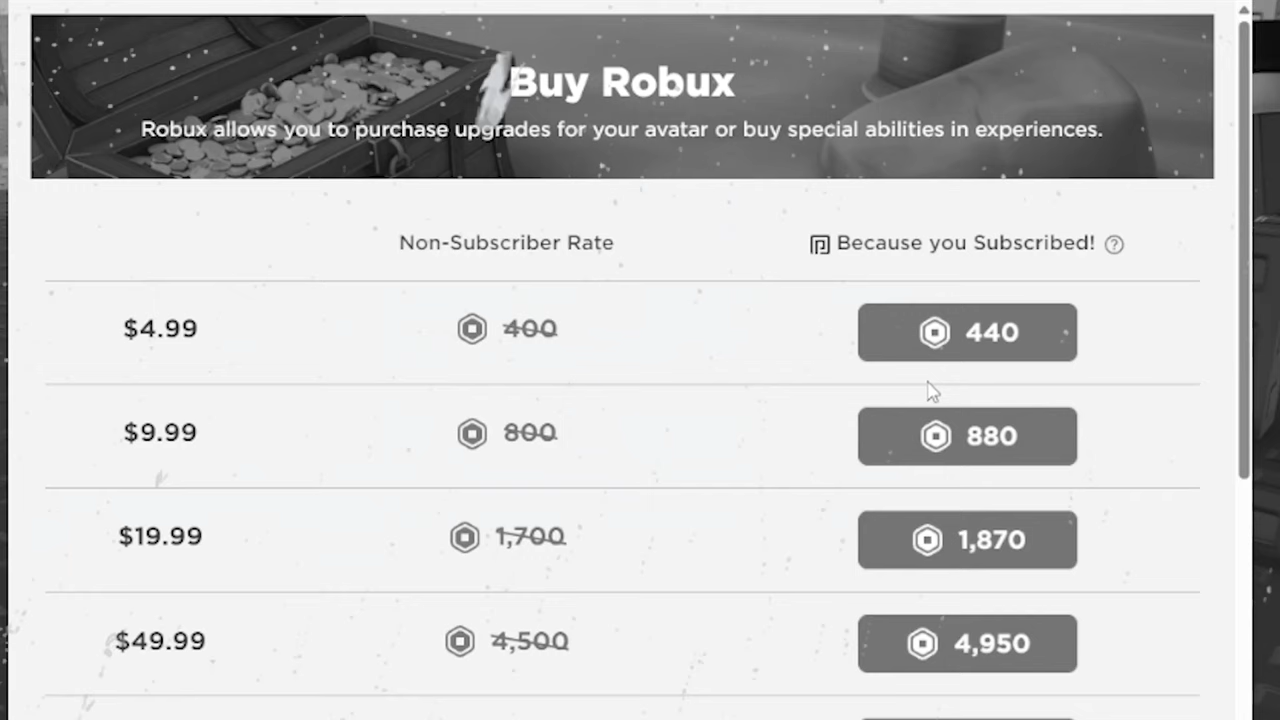 Buy Robux
Robux allows you to purchase upgrades for your avatar or buy special abilities in experiences.
Non-Subscriber Rate Because you Subscribed! ?
$4.99 400 440
$9.99 800 880
$19.99 1,700 1,870
$49.99 4,500 4,950